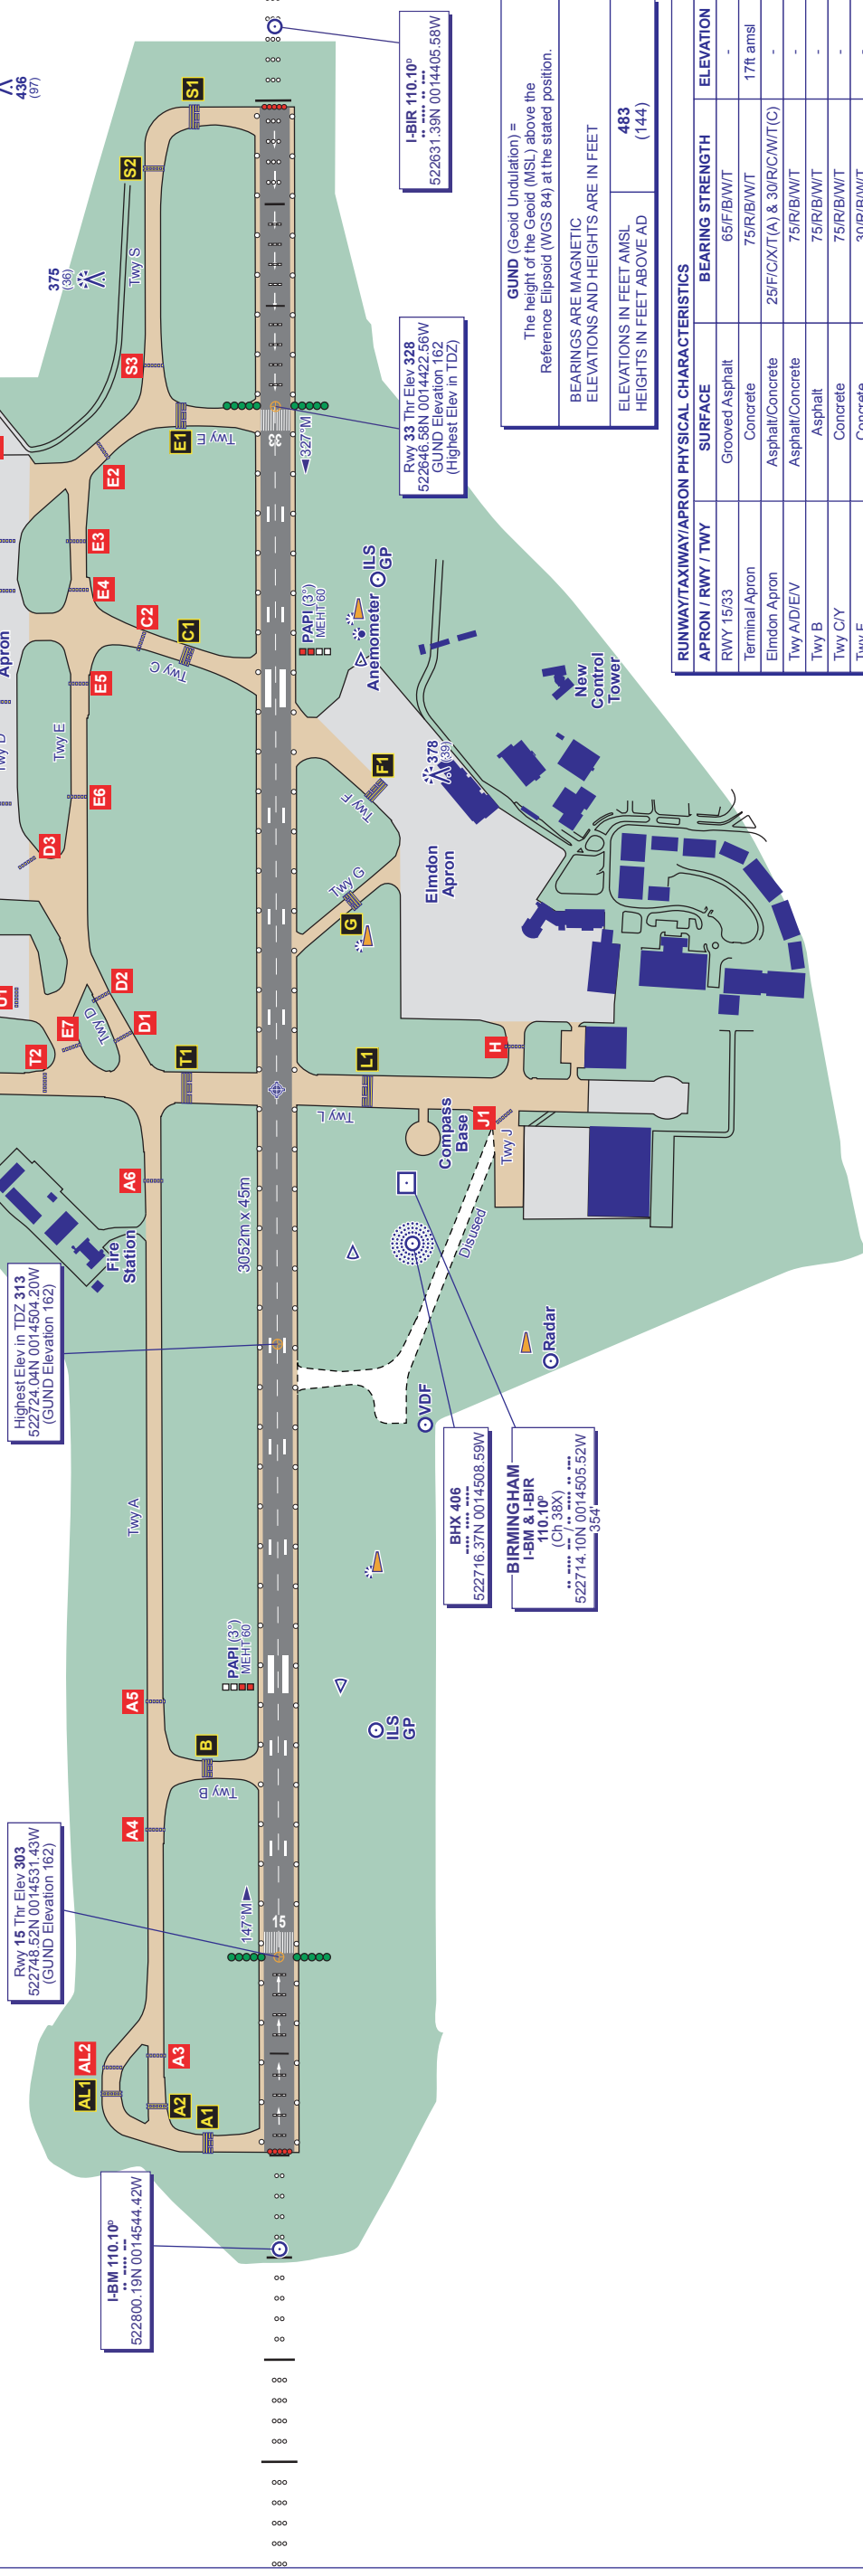 436
(97)
375
(36)
S1
S2
S3
Twy S
E1
Twy E
E2
E3
E4
C2
C1
Twy C
E5
Twy E
E6
D3
Apron
Twy D
U1
D2
Twy D
D1
E7
T2
T1
A6
Fire
Station
Twy A
A5
B
Twy B
A4
A3
AL2
AL1
A2
A1
I-BIR 110.10ᴰ
•• •••• •• •-•
522631.39N 0014405.58W
Rwy 33 Thr Elev 328
522646.58N 0014422.56W
GUND Elevation 162
(Highest Elev in TDZ)
33
327°M
PAPI (3°)
MEHT 60
Anemometer
ILS
GP
3052m x 45m
F1
Twy F
378
(39)
New
Control
Tower
Twy G
G
Elmdon
Apron
L1
Twy L
H
J1
Twy J
Compass
Base
Disused
Radar
VDF
Highest Elev in TDZ 313
522724.04N 0014504.20W
(GUND Elevation 162)
PAPI (3°)
MEHT 60
ILS
GP
BHX 406
522716.37N 0014508.59W
BIRMINGHAM
I-BM & I-BIR
110.10ᴰ
(Ch 38X)
522714.10N 0014505.52W
354'
147°M
15
Rwy 15 Thr Elev 303
522748.52N 0014531.43W
(GUND Elevation 162)
I-BM 110.10ᴰ
522800.19N 0014544.42W
GUND (Geoid Undulation) =
The height of the Geoid (MSL) above the
Reference Elipsoid (WGS 84) at the stated position.
BEARINGS ARE MAGNETIC
ELEVATIONS AND HEIGHTS ARE IN FEET
ELEVATIONS IN FEET AMSL 483
HEIGHTS IN FEET ABOVE AD (144)
RUNWAY/TAXIWAY/APRON PHYSICAL CHARACTERISTICS
APRON / RWY / TWY SURFACE BEARING STRENGTH ELEVATION
RWY 15/33 Grooved Asphalt 65/F/B/W/T -
Terminal Apron Concrete 75/R/B/W/T 17ft amsl
Elmdon Apron Asphalt/Concrete 25/F/C/X/T(A) & 30/R/C/W/T(C) -
Twy A/D/E/V Asphalt/Concrete 75/R/B/W/T -
Twy B Asphalt 75/R/B/W/T -
Twy C/Y Concrete 75/R/B/W/T -
Twy F Concrete 30/R/B/W/T